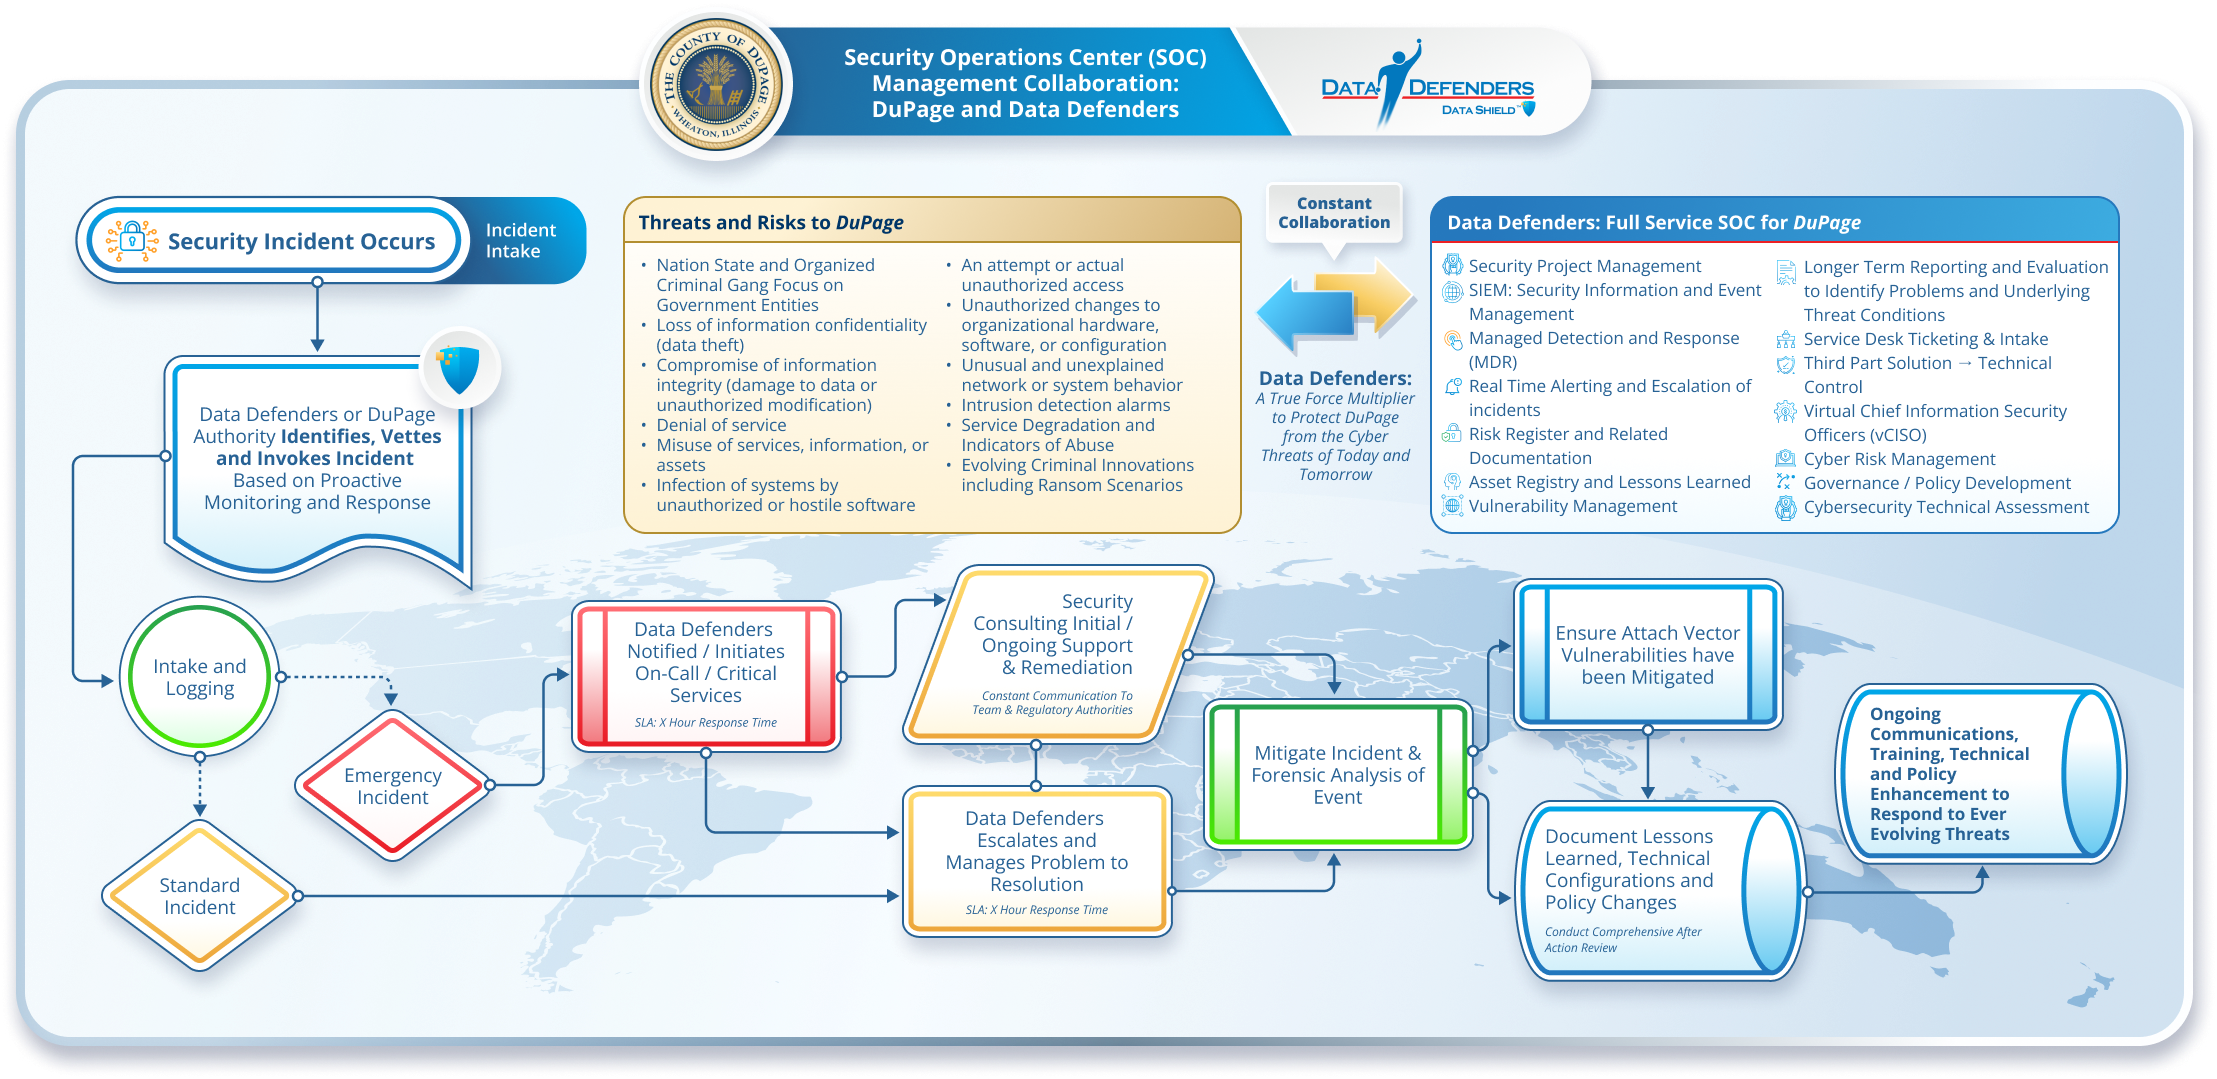 THE COUNTY OF DUPAGE
WHEATON, ILLINOIS
Security Operations Center (SOC)
Management Collaboration:
DuPage and Data Defenders
DATA DEFENDERS
DATA SHIELD™
Security Incident Occurs
Incident
Intake
Data Defenders or DuPage
Authority Identifies, Vettes
and Invokes Incident
Based on Proactive
Monitoring and Response
Threats and Risks to DuPage
• Nation State and Organized
Criminal Gang Focus on
Government Entities
• Loss of information confidentiality
(data theft)
• Compromise of information
integrity (damage to data or
unauthorized modification)
• Denial of service
• Misuse of services, information, or
assets
• Infection of systems by
unauthorized or hostile software
• An attempt or actual
unauthorized access
• Unauthorized changes to
organizational hardware,
software, or configuration
• Unusual and unexplained
network or system behavior
• Intrusion detection alarms
• Service Degradation and
Indicators of Abuse
• Evolving Criminal Innovations
including Ransom Scenarios
Constant
Collaboration
Data Defenders:
A True Force Multiplier
to Protect DuPage
from the Cyber
Threats of Today and
Tomorrow
Data Defenders: Full Service SOC for DuPage
Security Project Management
SIEM: Security Information and Event
Management
Managed Detection and Response
(MDR)
Real Time Alerting and Escalation of
incidents
Risk Register and Related
Documentation
Asset Registry and Lessons Learned
Vulnerability Management
Longer Term Reporting and Evaluation
to Identify Problems and Underlying
Threat Conditions
Service Desk Ticketing & Intake
Third Part Solution → Technical
Control
Virtual Chief Information Security
Officers (vCISO)
Cyber Risk Management
Governance / Policy Development
Cybersecurity Technical Assessment
Intake and
Logging
Emergency
Incident
Standard
Incident
Data Defenders
Notified / Initiates
On-Call / Critical
Services
SLA: X Hour Response Time
Security
Consulting Initial /
Ongoing Support
& Remediation
Constant Communication To
Team & Regulatory Authorities
Data Defenders
Escalates and
Manages Problem to
Resolution
SLA: X Hour Response Time
Mitigate Incident &
Forensic Analysis of
Event
Ensure Attach Vector
Vulnerabilities have
been Mitigated
Document Lessons
Learned, Technical
Configurations and
Policy Changes
Conduct Comprehensive After
Action Review
Ongoing
Communications,
Training, Technical
and Policy
Enhancement to
Respond to Ever
Evolving Threats